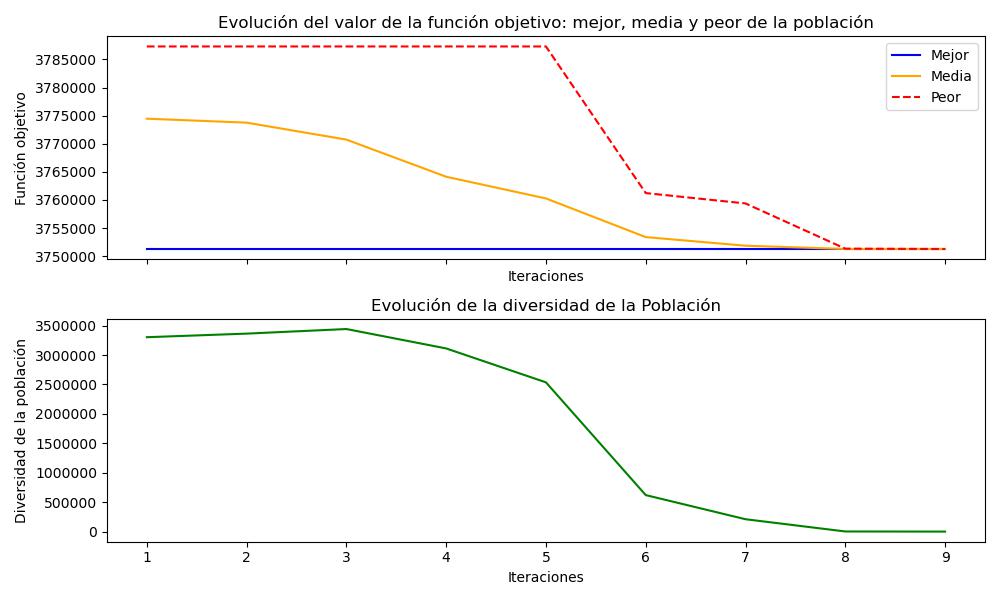 Evolución del valor de la función objetivo: mejor, media y peor de la población
Función objetivo
3785000
3780000
3775000
3770000
3765000
3760000
3755000
3750000
Mejor
Media
Peor
Iteraciones
Evolución de la diversidad de la Población
Diversidad de la población
3500000
3000000
2500000
2000000
1500000
1000000
500000
0
1 2 3 4 5 6 7 8 9
Iteraciones